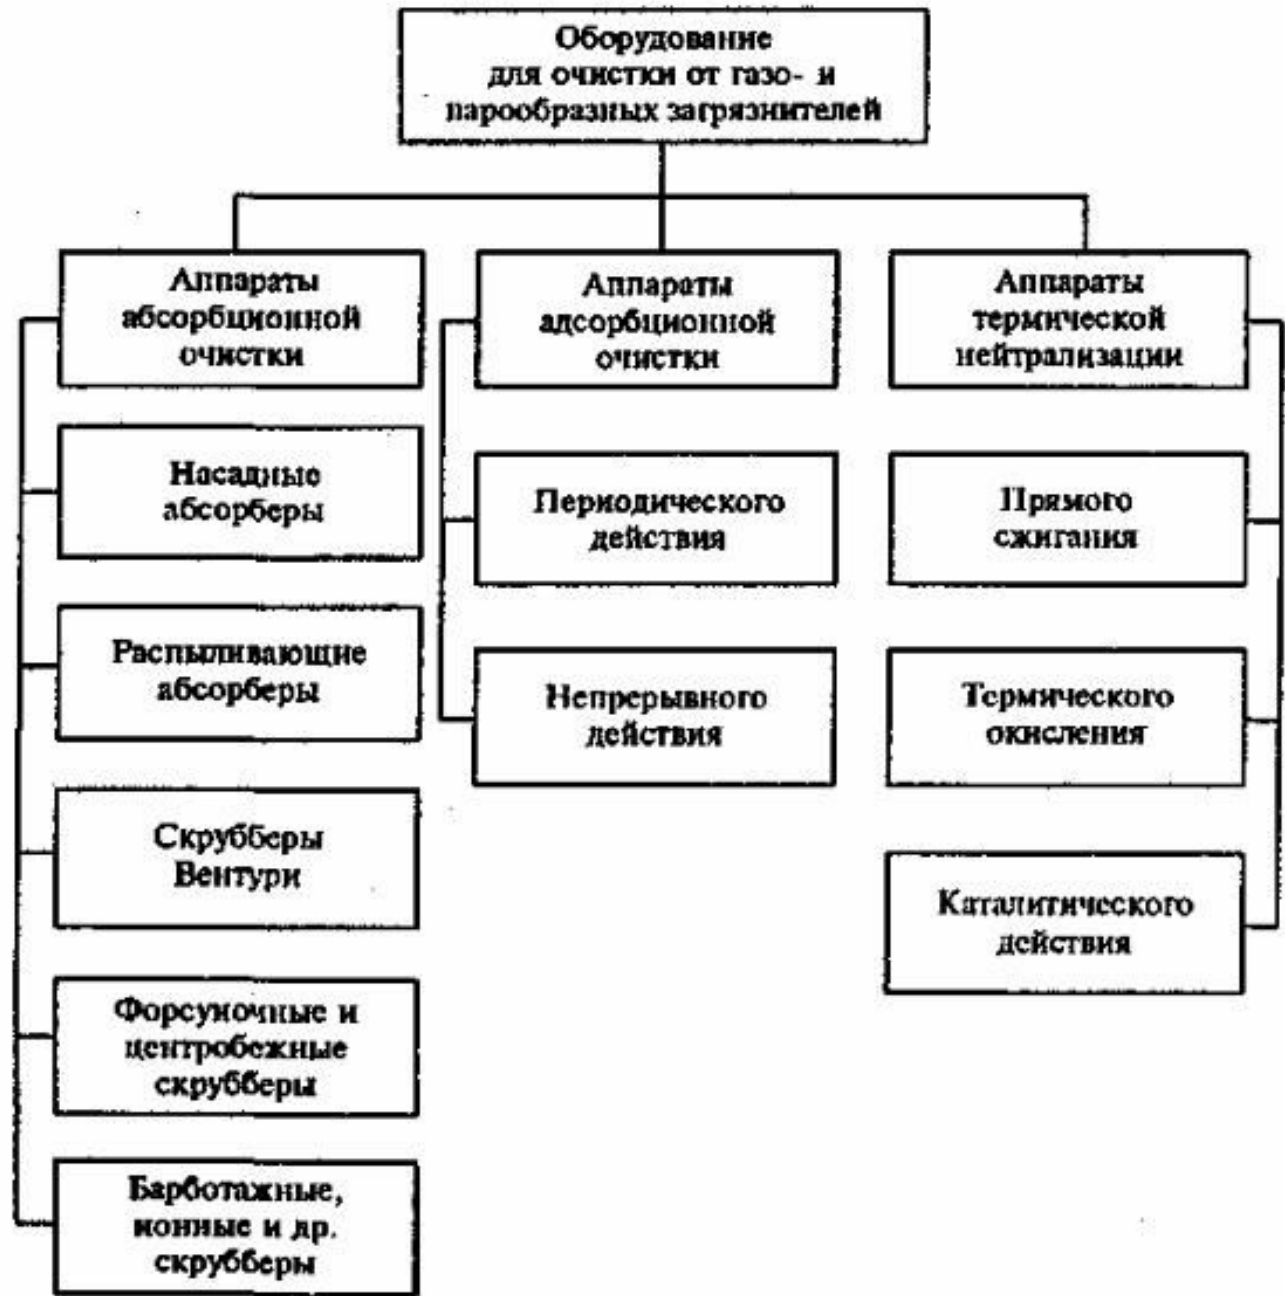 Оборудование
для очистки от газо- и
парообразных загрязнителей
Аппараты
абсорбционной
очистки
Насадные
абсорберы
Распыливающие
абсорберы
Скрубберы
Вентури
Форсуночные и
центробежные
скрубберы
Барботажные,
ионные и др.
скрубберы
Аппараты
адсорбционной
очистки
Периодического
действия
Непрерывного
действия
Аппараты
термической
нейтрализации
Прямого
сжигания
Термического
окисления
Каталитического
действия